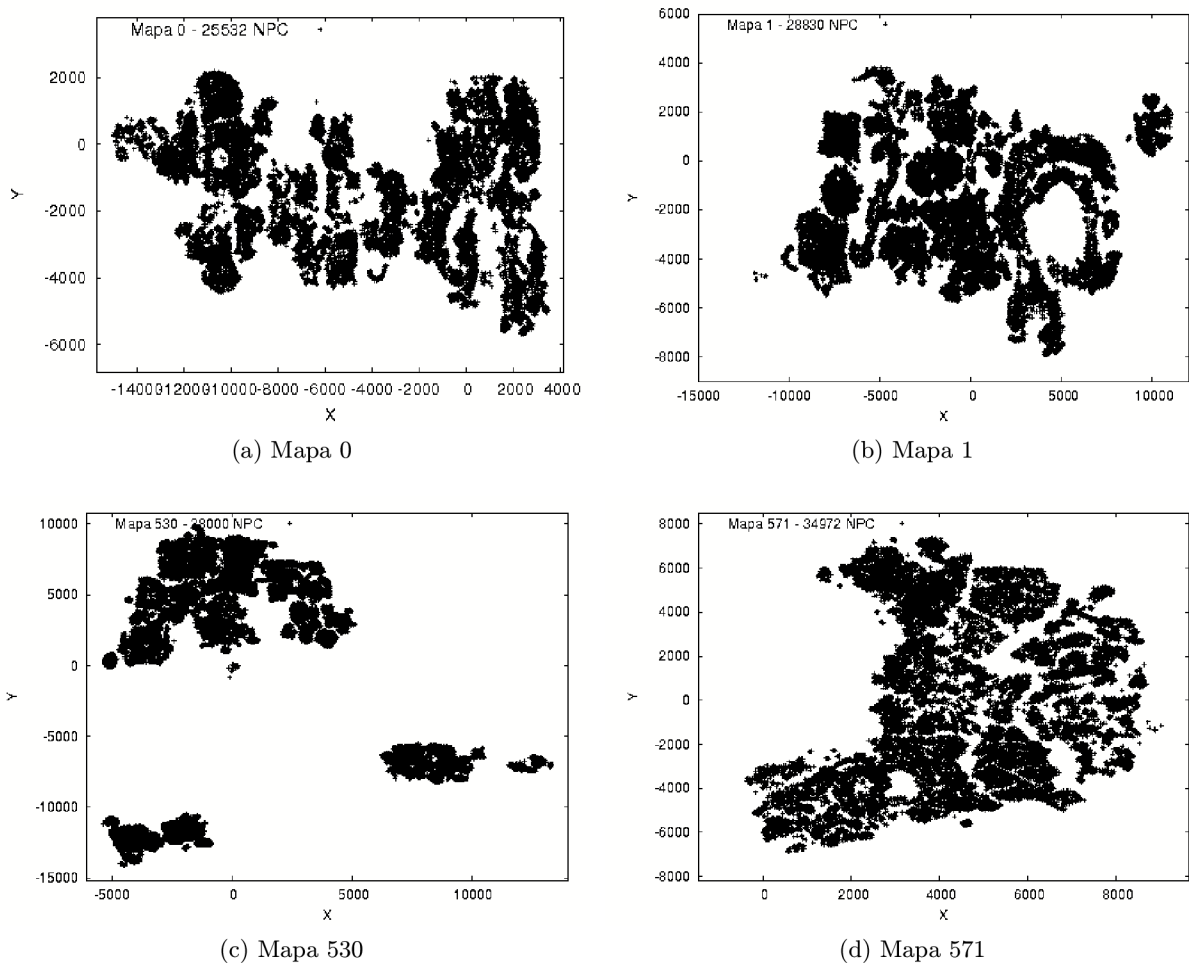 Mapa 0 - 25532 NPC
2000
0
-2000
-4000
-6000
Y
-14000 -12000 -10000 -8000 -6000 -4000 -2000 0 2000 4000
X
(a) Mapa 0
Mapa 1 - 28830 NPC
6000
4000
2000
0
-2000
-4000
-6000
-8000
Y
-15000 -10000 -5000 0 5000 10000
X
(b) Mapa 1
Mapa 530 - 28000 NPC
10000
5000
0
-5000
-10000
-15000
Y
-5000 0 5000 10000
X
(c) Mapa 530
Mapa 571 - 34972 NPC
8000
6000
4000
2000
0
-2000
-4000
-6000
-8000
Y
0 2000 4000 6000 8000
X
(d) Mapa 571